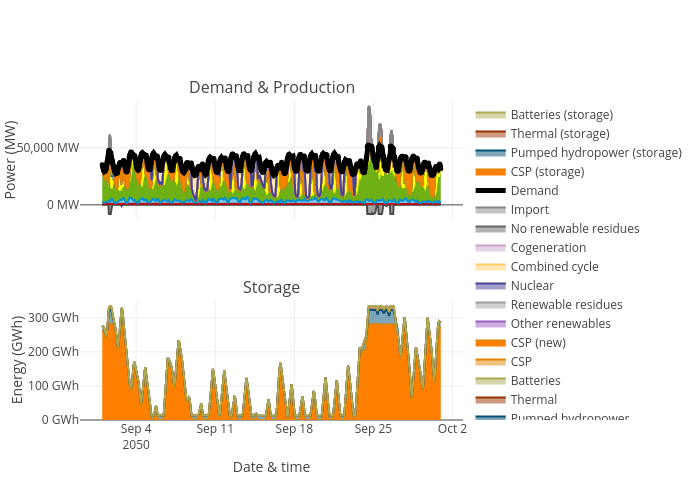 Demand & Production
Power (MW)
50,000 MW
0 MW
Storage
Energy (GWh)
300 GWh
200 GWh
100 GWh
0 GWh
Sep 4
2050
Sep 11
Sep 18
Sep 25
Oct 2
Date & time
Batteries (storage)
Thermal (storage)
Pumped hydropower (storage)
CSP (storage)
Demand
Import
No renewable residues
Cogeneration
Combined cycle
Nuclear
Renewable residues
Other renewables
CSP (new)
CSP
Batteries
Thermal
Pumped hydropower